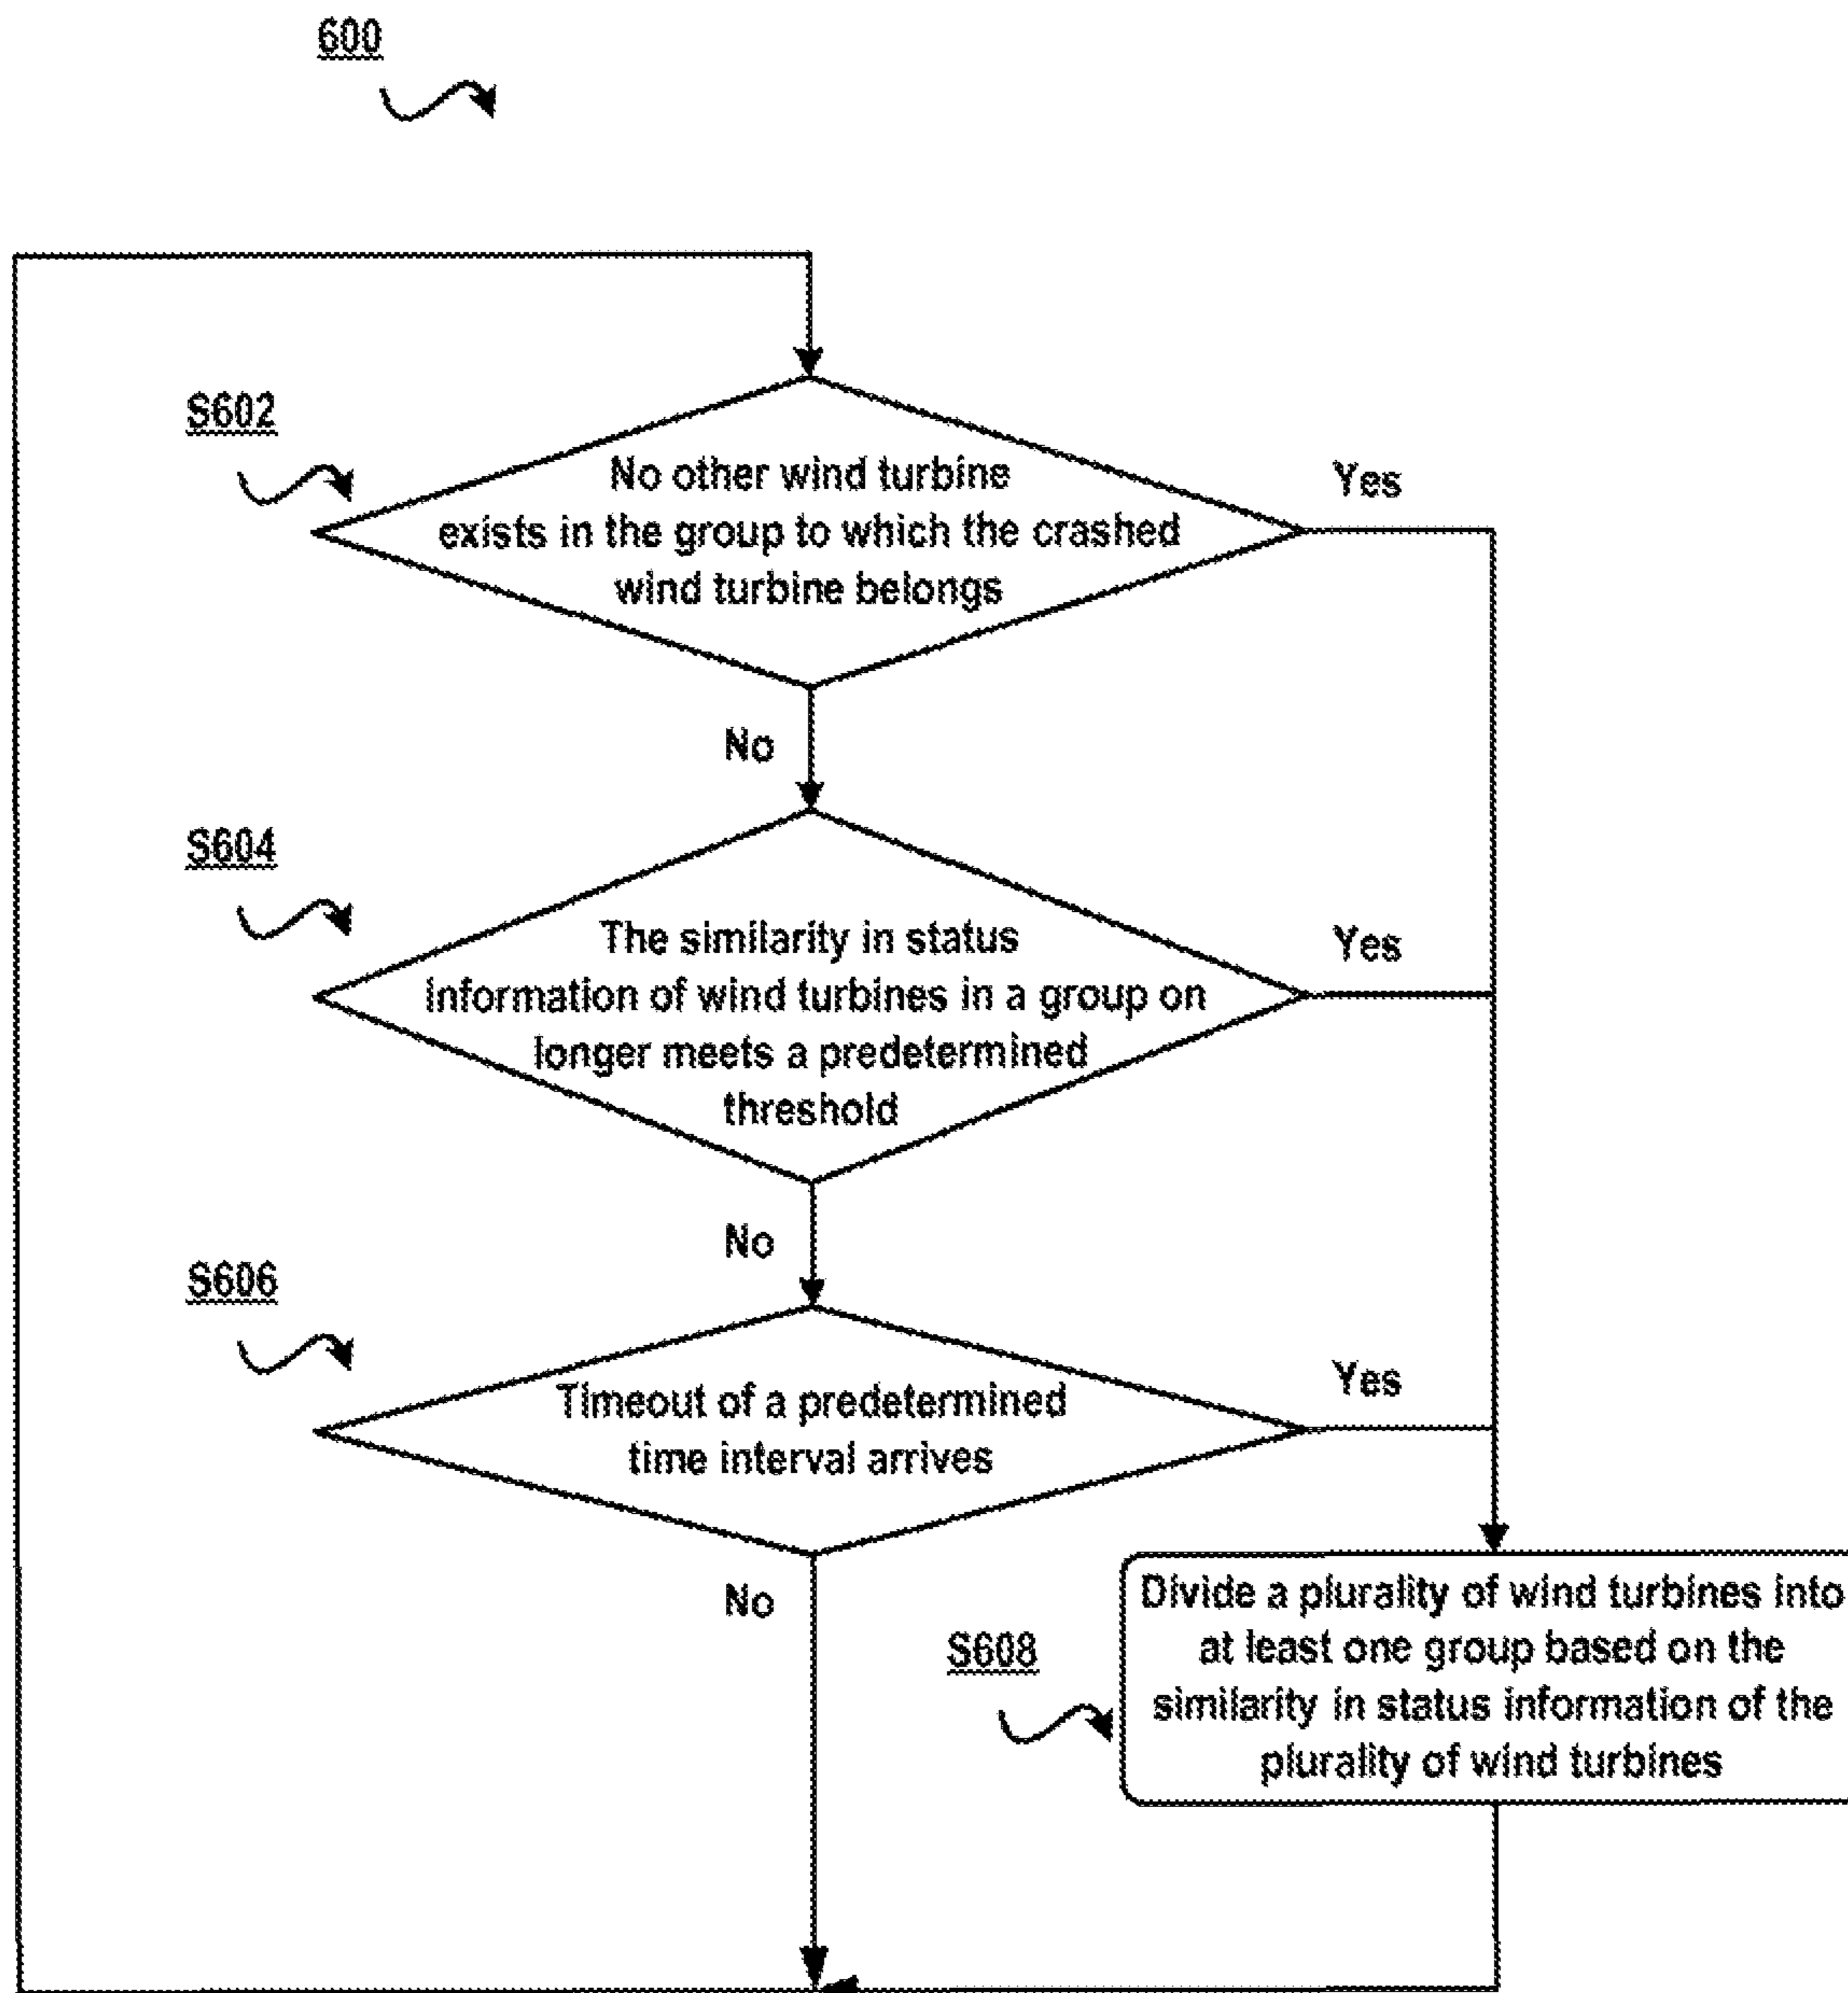 600
S602
No other wind turbine
exists in the group to which the crashed
wind turbine belongs
Yes
No
S604
The similarity in status
information of wind turbines in a group on
longer meets a predetermined
threshold
Yes
No
S606
Timeout of a predetermined
time interval arrives
Yes
No
S608
Divide a plurality of wind turbines into
at least one group based on the
similarity in status information of the
plurality of wind turbines